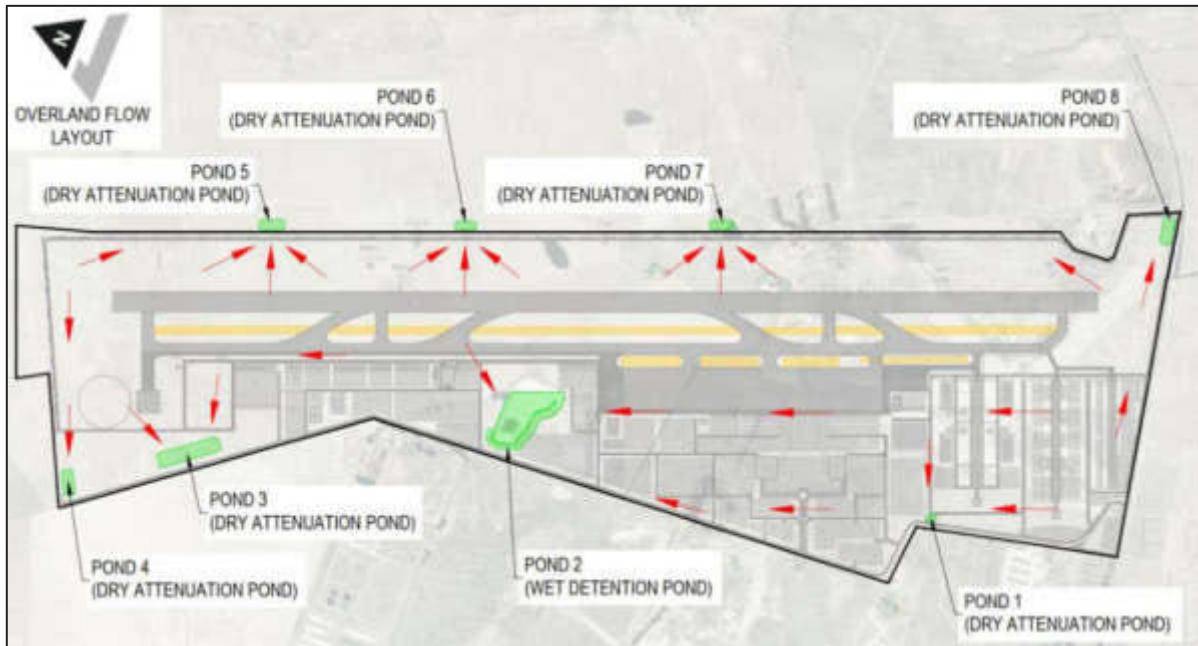 N
OVERLAND FLOW
LAYOUT
POND 6
(DRY ATTENUATION POND)
POND 8
(DRY ATTENUATION POND)
POND 5
(DRY ATTENUATION POND)
POND 7
(DRY ATTENUATION POND)
POND 3
(DRY ATTENUATION POND)
POND 4
(DRY ATTENUATION POND)
POND 2
(WET DETENTION POND)
POND 1
(DRY ATTENUATION POND)